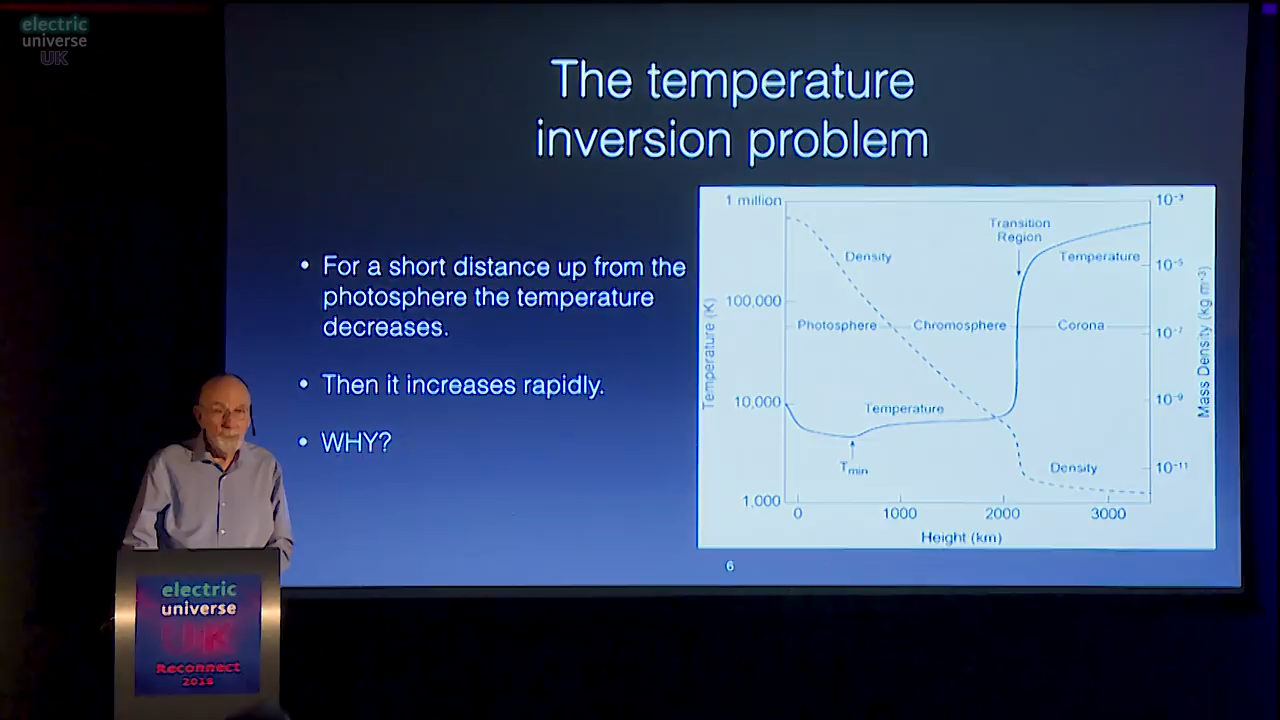 electric
universe
UK
The temperature
inversion problem
• For a short distance up from the
photosphere the temperature
decreases.
• Then it increases rapidly.
• WHY?
1 million
100,000
10,000
1,000
Temperature (K)
Density
Transition
Region
Temperature
Photosphere
Chromosphere
Corona
Temperature
Tmin
Density
0
1000
2000
3000
Height (km)
10⁻³
10⁻⁵
10⁻⁷
10⁻⁹
10⁻¹¹
Mass Density (kg m⁻³)
6
electric
universe
UK
Reconnect
2018